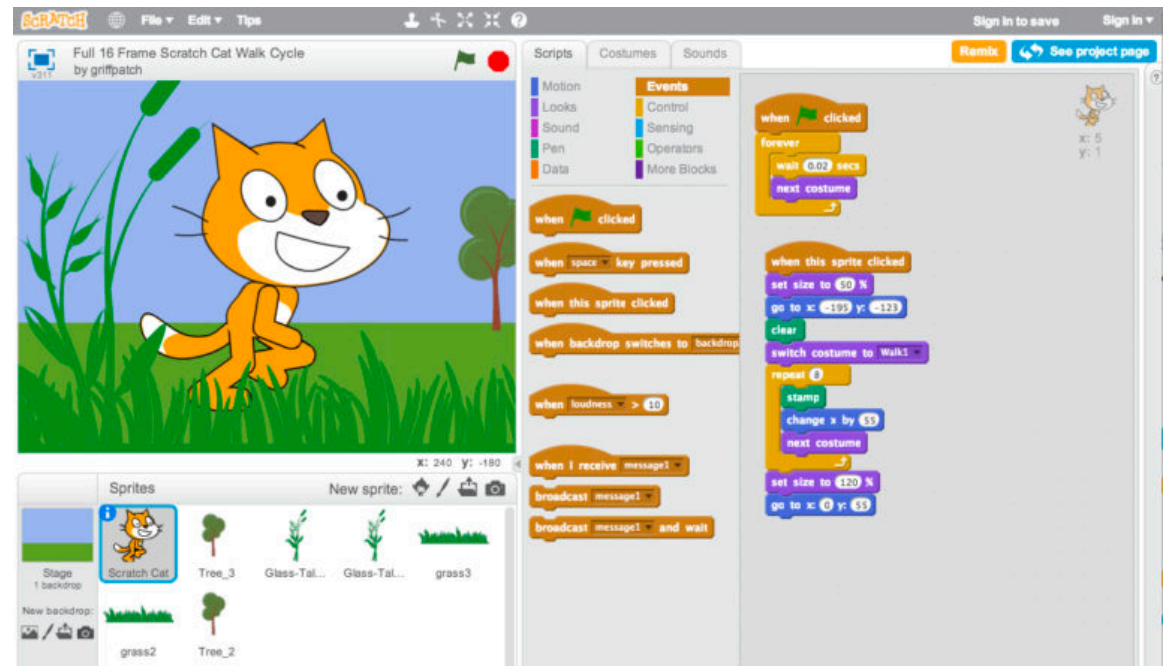 SCRATCH File Edit Tips Sign in to save Sign in
v311
Full 16 Frame Scratch Cat Walk Cycle
by griffpatch
Scripts Costumes Sounds
Remix See project page
Motion Events
Looks Control
Sound Sensing
Pen Operators
Data More Blocks
when clicked
when space key pressed
when this sprite clicked
when backdrop switches to backdrop
when loudness > 10
when I receive message1
broadcast message1
broadcast message1 and wait
when clicked
forever
wait 0.02 secs
next costume
when this sprite clicked
set size to 50 %
go to x: -195 y: -123
clear
switch costume to Walk1
repeat 8
stamp
change x by 55
next costume
set size to 120 %
go to x: 0 y: 55
x: 5
y: 1
?
X: 240 y: -180
Sprites New sprite:
Stage
1 backdrop
New backdrop:
Scratch Cat
Tree_3
Glass-Tal...
Glass-Tal...
grass3
grass2
Tree_2